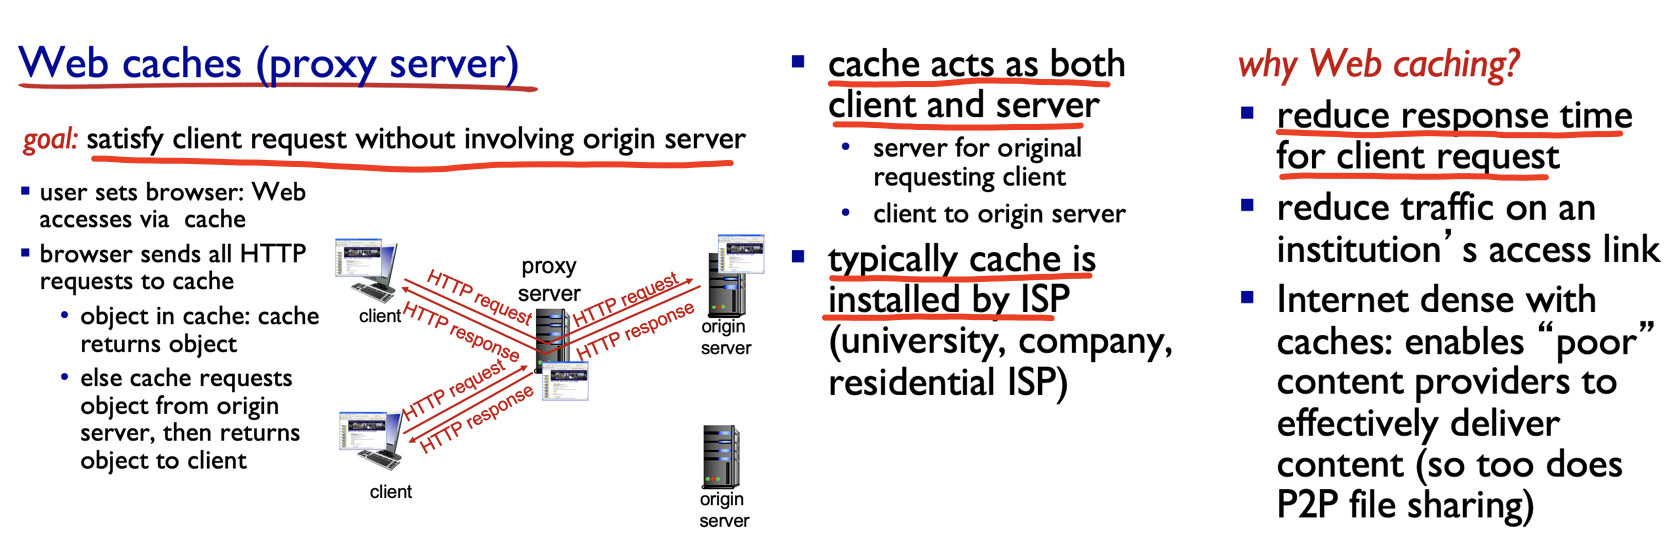 Web caches (proxy server)
goal: satisfy client request without involving origin server
▪ user sets browser: Web
accesses via cache
▪ browser sends all HTTP
requests to cache
• object in cache: cache
returns object
• else cache requests
object from origin
server, then returns
object to client
client
HTTP request
HTTP response
proxy
server
HTTP request
HTTP response
origin
server
HTTP request
HTTP response
client
origin
server
▪ cache acts as both
client and server
• server for original
requesting client
• client to origin server
▪ typically cache is
installed by ISP
(university, company,
residential ISP)
why Web caching?
▪ reduce response time
for client request
▪ reduce traffic on an
institution’s access link
▪ Internet dense with
caches: enables “poor”
content providers to
effectively deliver
content (so too does
P2P file sharing)